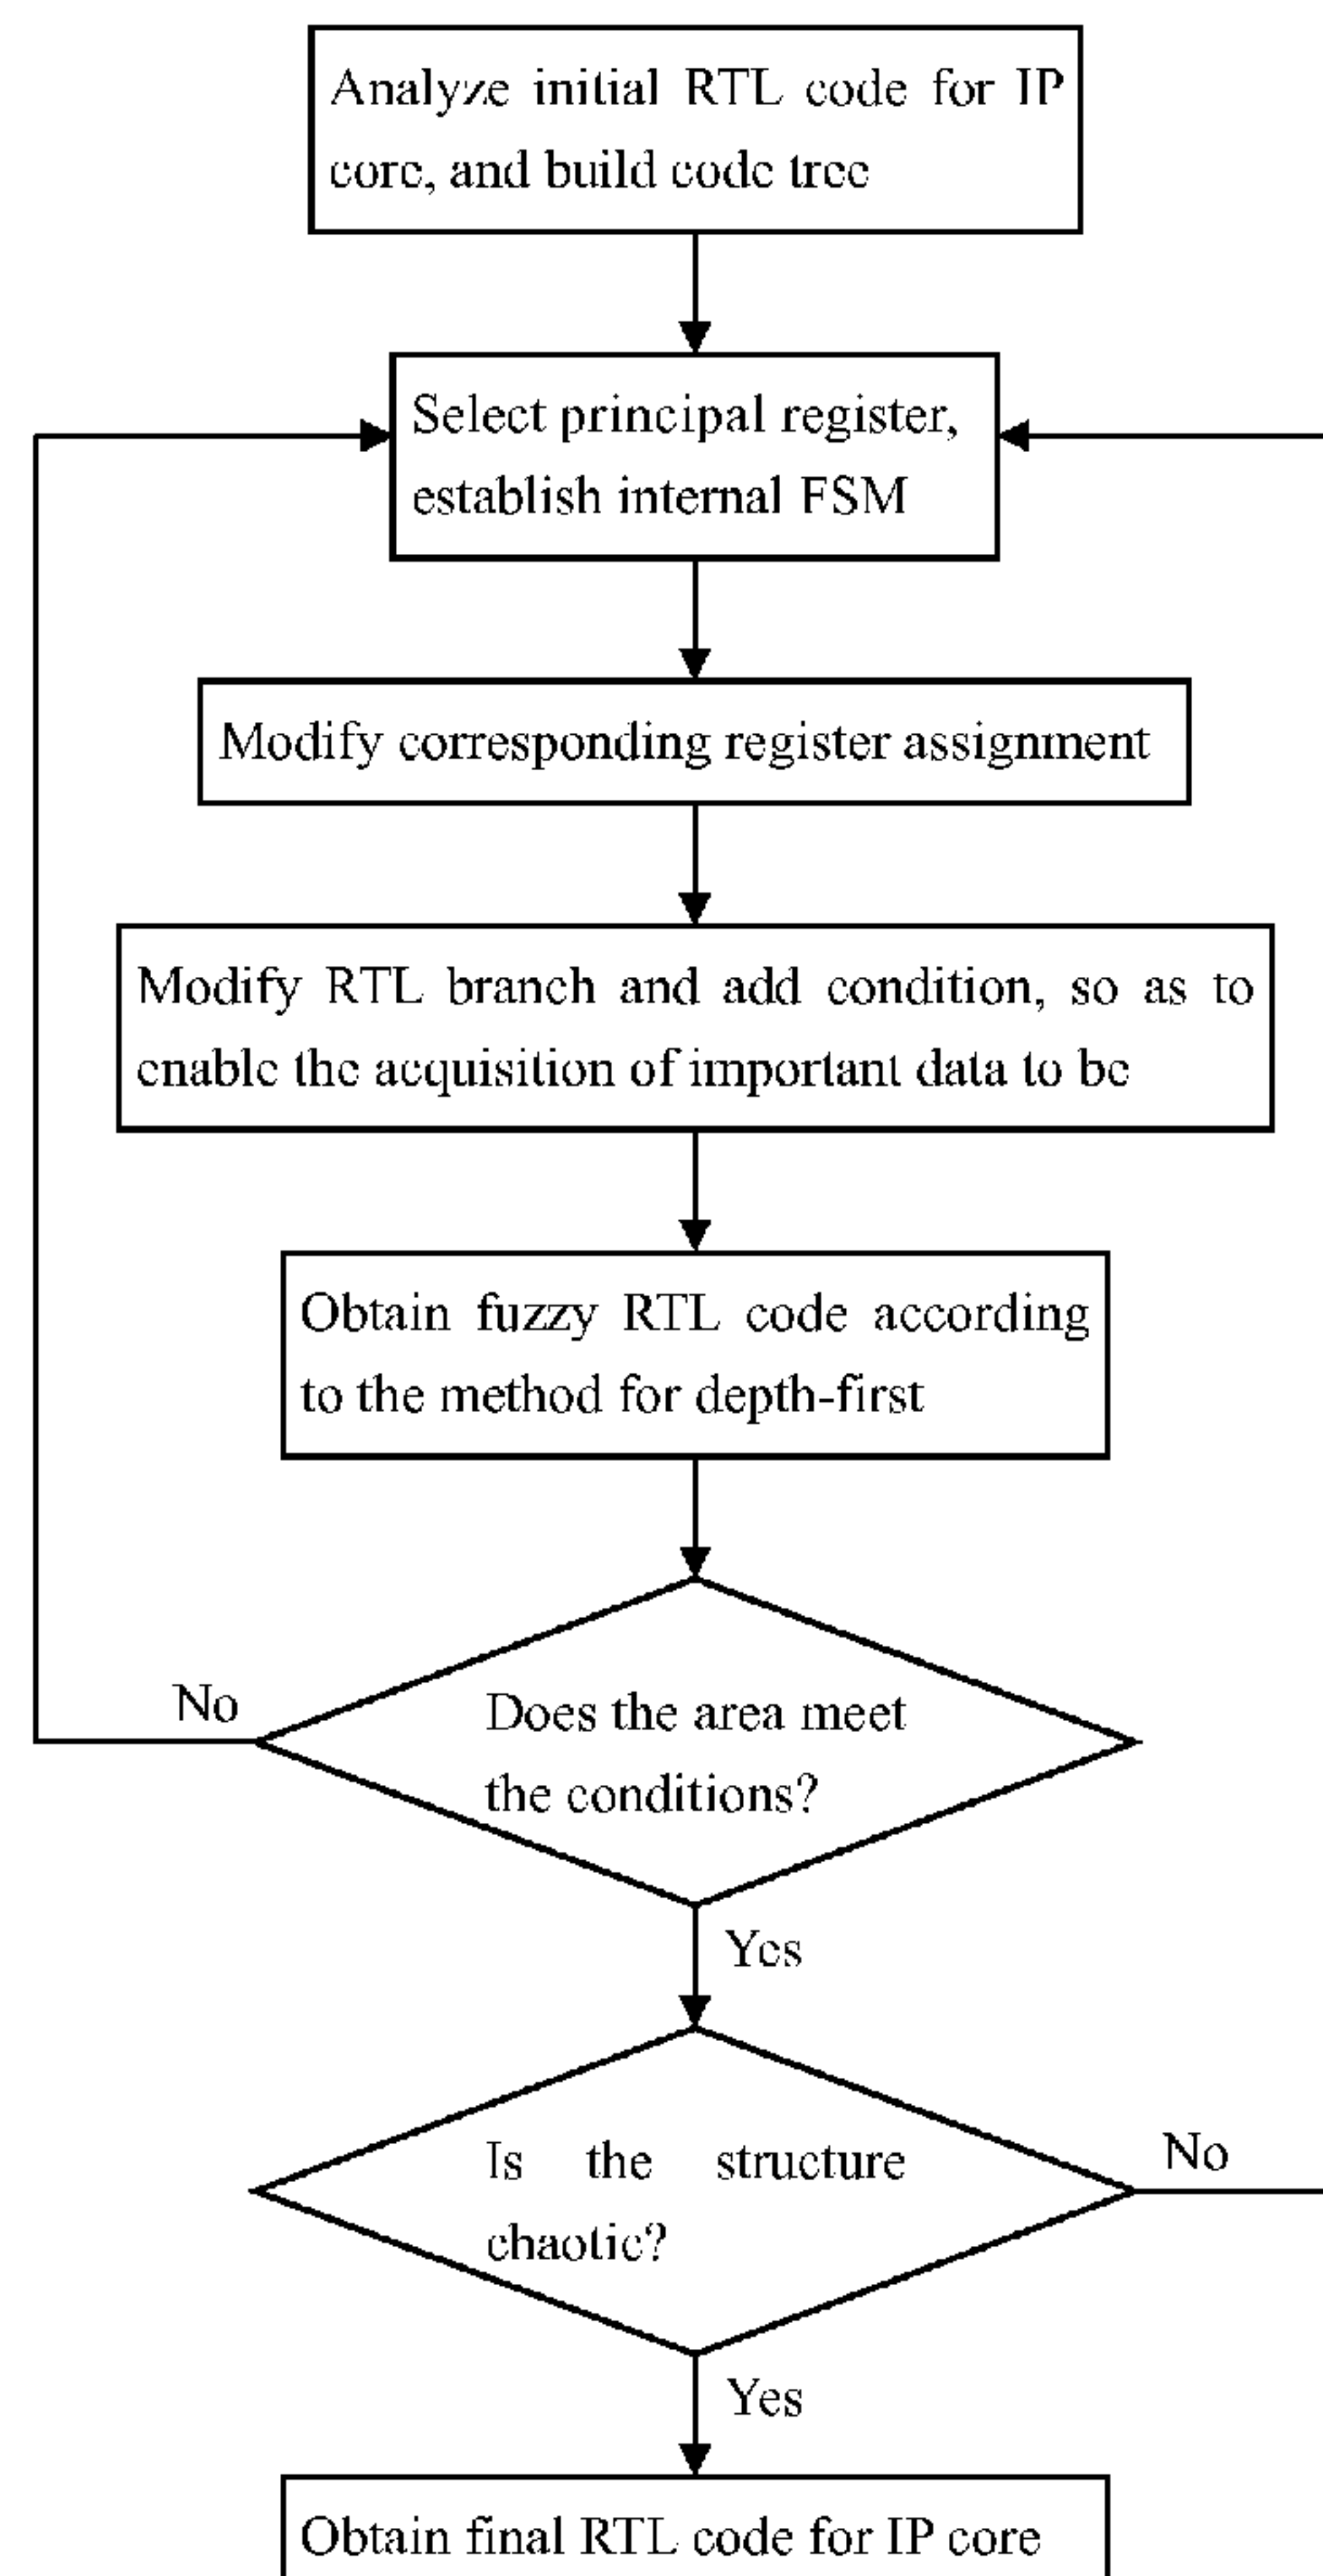 Analyze initial RTL code for IP
core, and build code tree
Select principal register,
establish internal FSM
Modify corresponding register assignment
Modify RTL branch and add condition, so as to
enable the acquisition of important data to be
Obtain fuzzy RTL code according
to the method for depth-first
No
Does the area meet
the conditions?
Yes
Is the structure
chaotic?
No
Yes
Obtain final RTL code for IP core